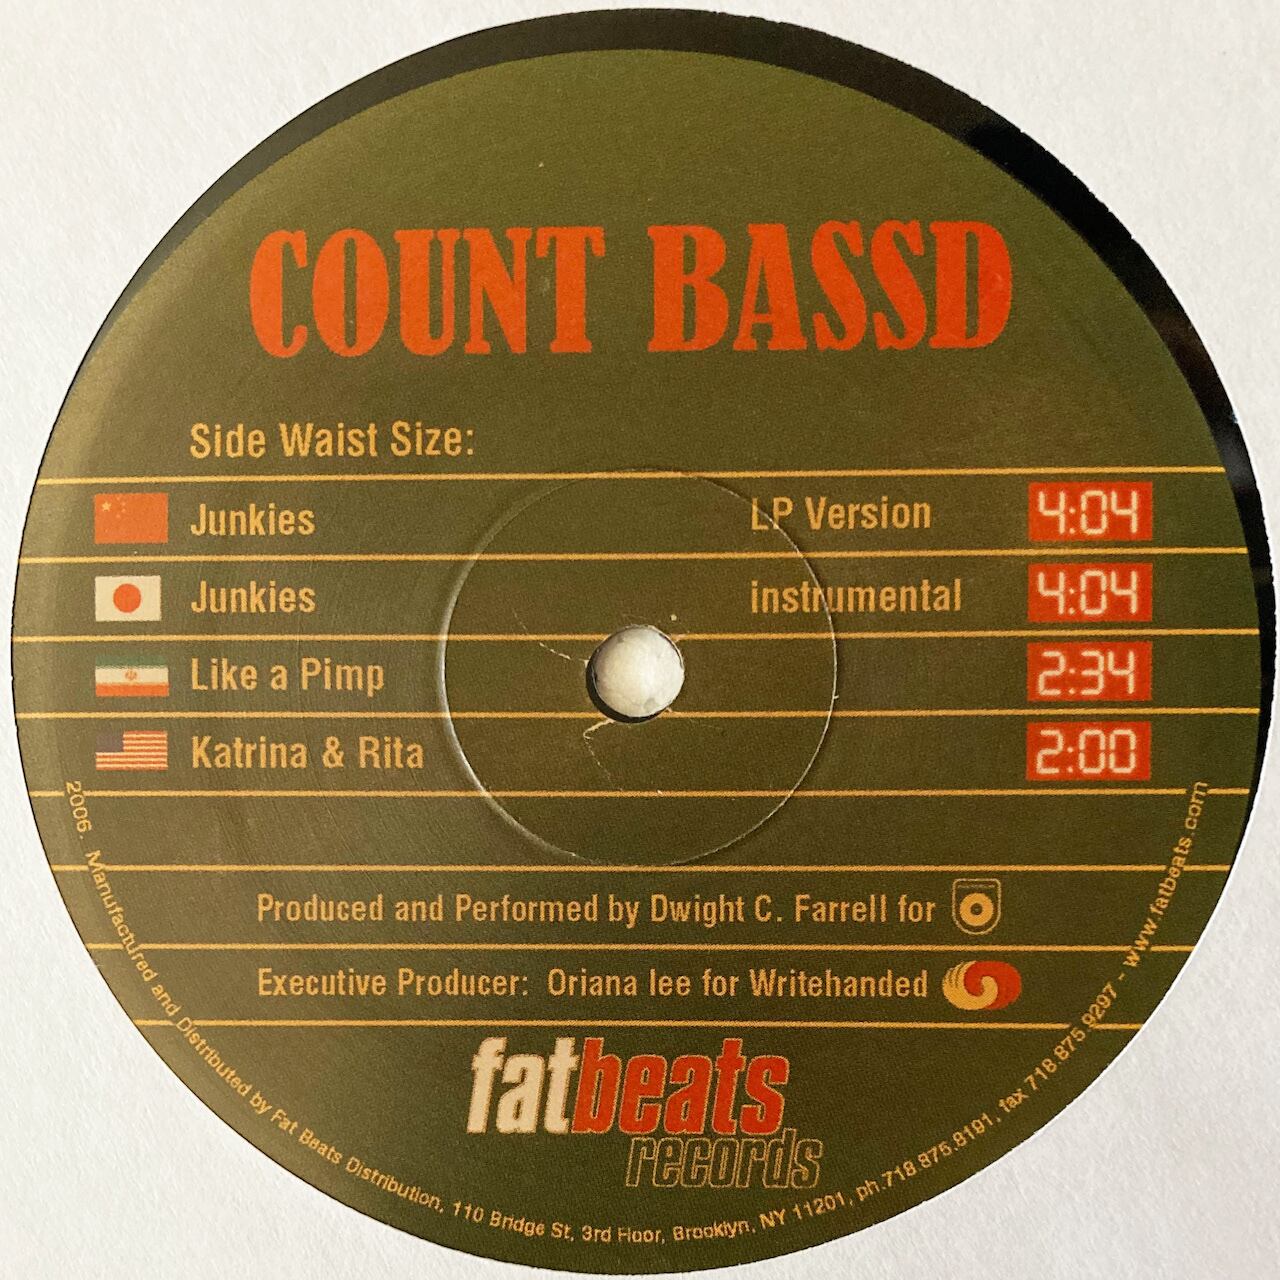 COUNT BASSD
Side Waist Size:
Junkies LP Version 4:04
Junkies instrumental 4:04
Like a Pimp 2:34
Katrina & Rita 2:00
Produced and Performed by Dwight C. Farrell for
Executive Producer: Oriana lee for Writehanded
fatbeats
records
2006. Manufactured and Distributed by Fat Beats Distribution, 110 Bridge St, 3rd Floor, Brooklyn, NY 11201, ph.718.875.8191, fax 718.875.9297 - www.fatbeats.com